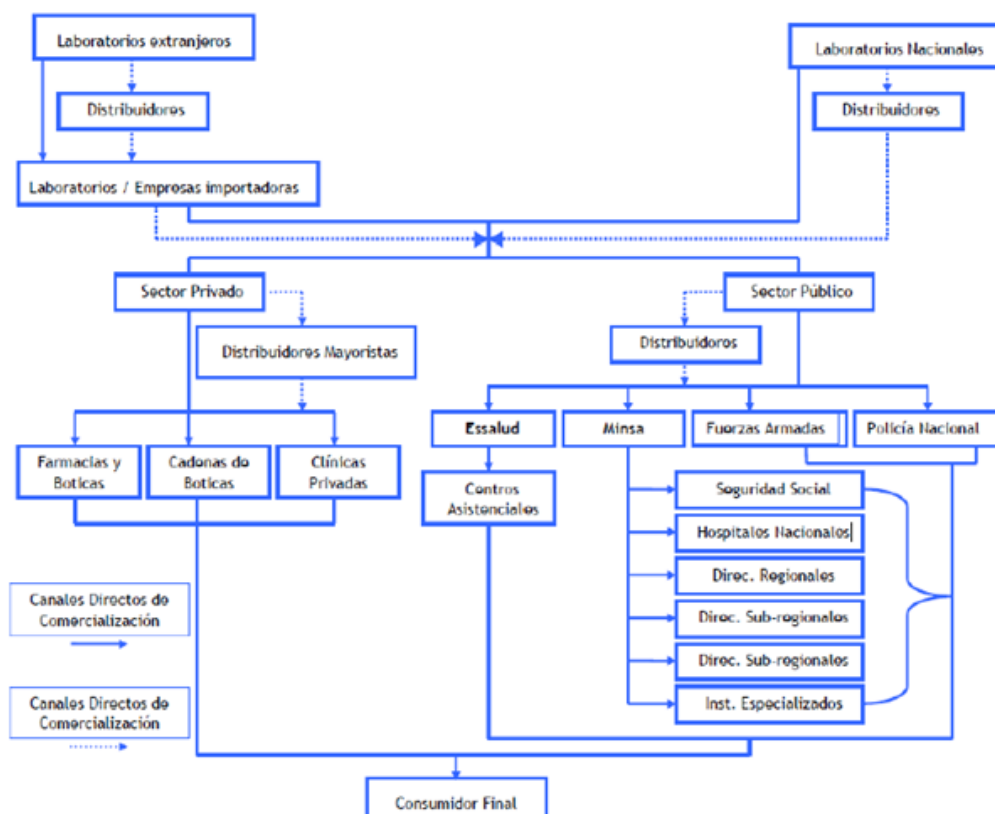 Laboratorios extranjeros
Laboratorios Nacionales
Distribuidores
Distribuidores
Laboratorios / Empresas importadoras
Sector Privado
Sector Público
Distribuidores Mayoristas
Distribuidores
Essalud
Minsa
Fuerzas Armadas
Policía Nacional
Farmacias y
Boticas
Cadenas de
Boticas
Clínicas
Privadas
Centros
Asistenciales
Seguridad Social
Hospitales Nacionales
Direc. Regionales
Direc. Sub-regionales
Direc. Sub-regionales
Inst. Especializados
Canales Directos de
Comercialización
Canales Directos de
Comercialización
Consumidor Final